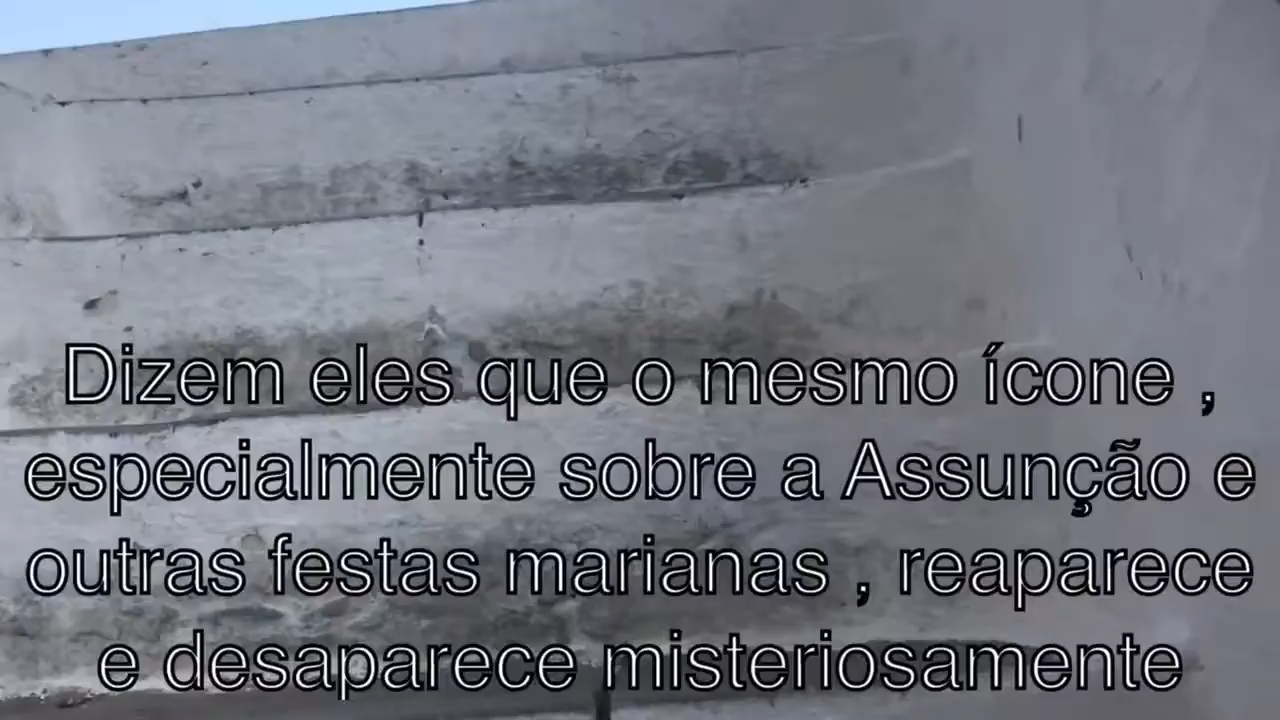 Dizem eles que o mesmo ícone ,
especialmente sobre a Assunção e
outras festas marianas , reaparece
e desaparece misteriosamente